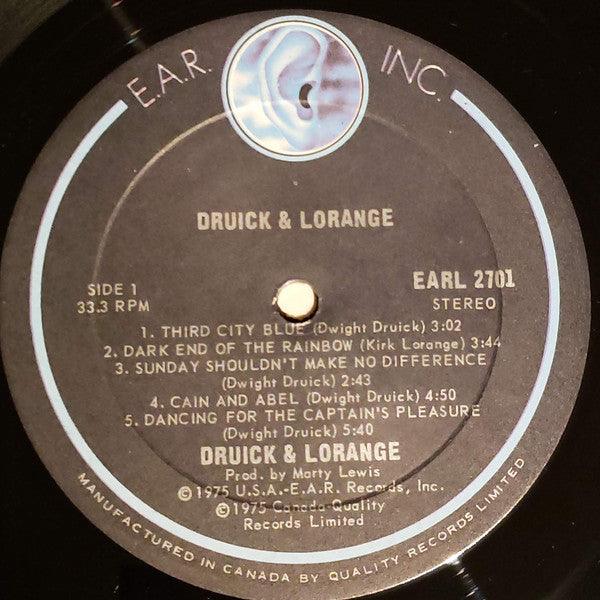 E.A.R. INC.
DRUICK & LORANGE
SIDE 1
33.3 RPM
EARL 2701
STEREO
1. THIRD CITY BLUE (Dwight Druick) 3:02
2. DARK END OF THE RAINBOW (Kirk Lorange) 3:44
3. SUNDAY SHOULDN'T MAKE NO DIFFERENCE
(Dwight Druick) 2:43
4. CAIN AND ABEL (Dwight Druick) 4:50
5. DANCING FOR THE CAPTAIN'S PLEASURE
(Dwight Druick) 5:40
DRUICK & LORANGE
Prod. by Marty Lewis
©1975 U.S.A.-E.A.R. Records, Inc.
©1975 Canada-Quality
Records Limited
MANUFACTURED IN CANADA BY QUALITY RECORDS LIMITED